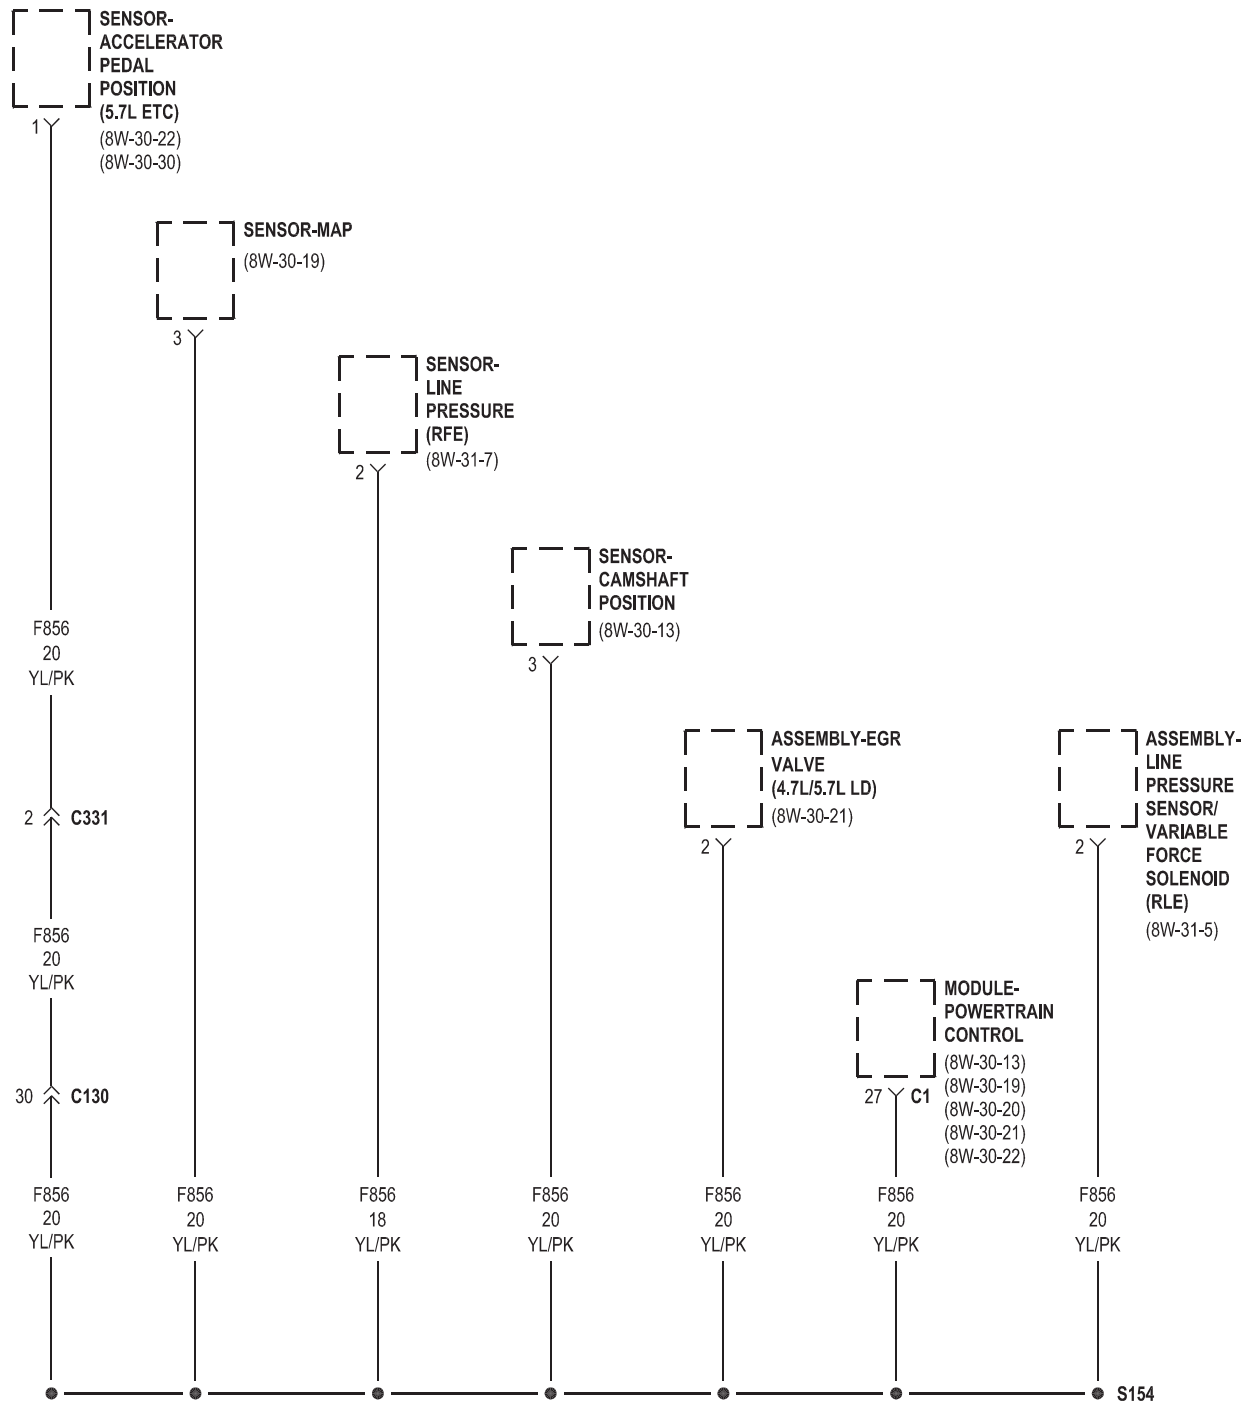 SENSOR-
ACCELERATOR
PEDAL
POSITION
(5.7L ETC)
(8W-30-22)
(8W-30-30)
1
SENSOR-MAP
(8W-30-19)
3
SENSOR-
LINE
PRESSURE
(RFE)
(8W-31-7)
2
SENSOR-
CAMSHAFT
POSITION
(8W-30-13)
3
F856
20
YL/PK
ASSEMBLY-EGR
VALVE
(4.7L/5.7L LD)
(8W-30-21)
2
ASSEMBLY-
LINE
PRESSURE
SENSOR/
VARIABLE
FORCE
SOLENOID
(RLE)
(8W-31-5)
2
2 C331
F856
20
YL/PK
MODULE-
POWERTRAIN
CONTROL
(8W-30-13)
(8W-30-19)
(8W-30-20)
(8W-30-21)
(8W-30-22)
27 C1
30 C130
F856 F856 F856 F856 F856 F856 F856
20 20 18 20 20 20 20
YL/PK YL/PK YL/PK YL/PK YL/PK YL/PK YL/PK
S154